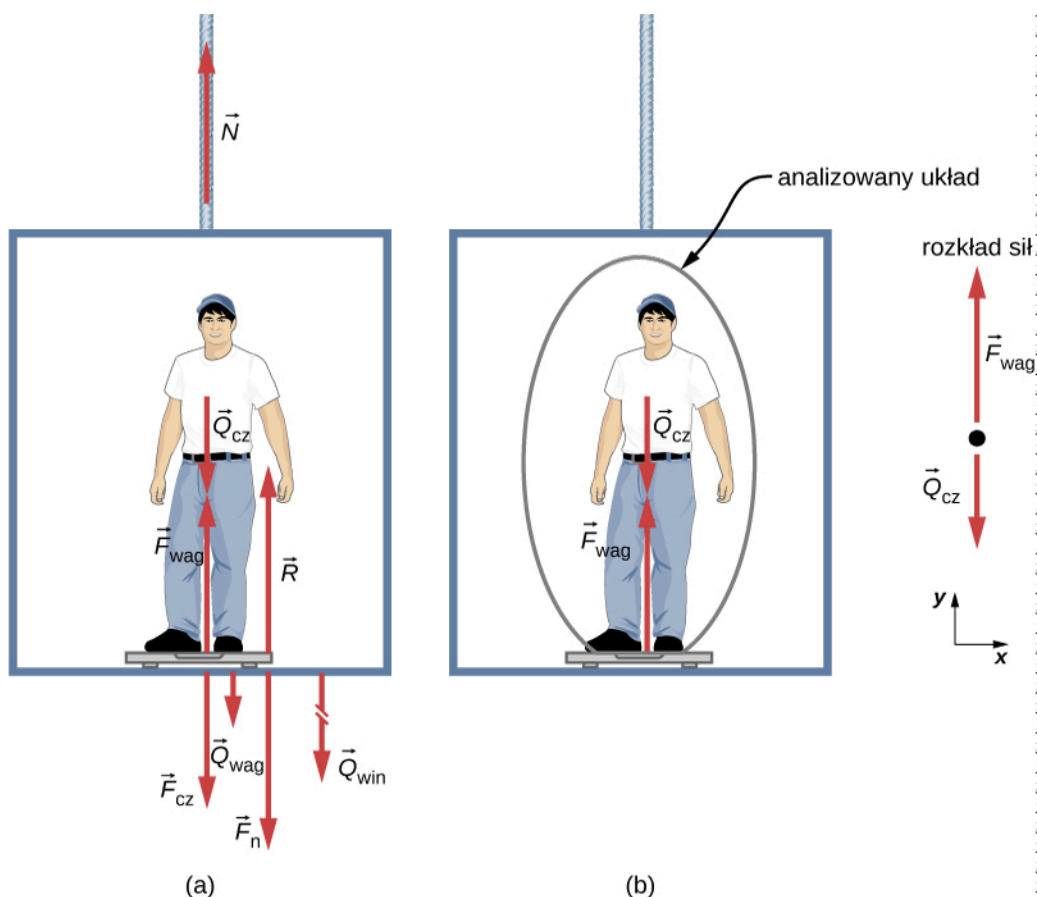 N⃗
Q⃗cz
F⃗wag
R⃗
Q⃗wag
Q⃗win
F⃗cz
F⃗n
(a)
analizowany układ
Q⃗cz
F⃗wag
(b)
rozkład sił
F⃗wag
Q⃗cz
y
x